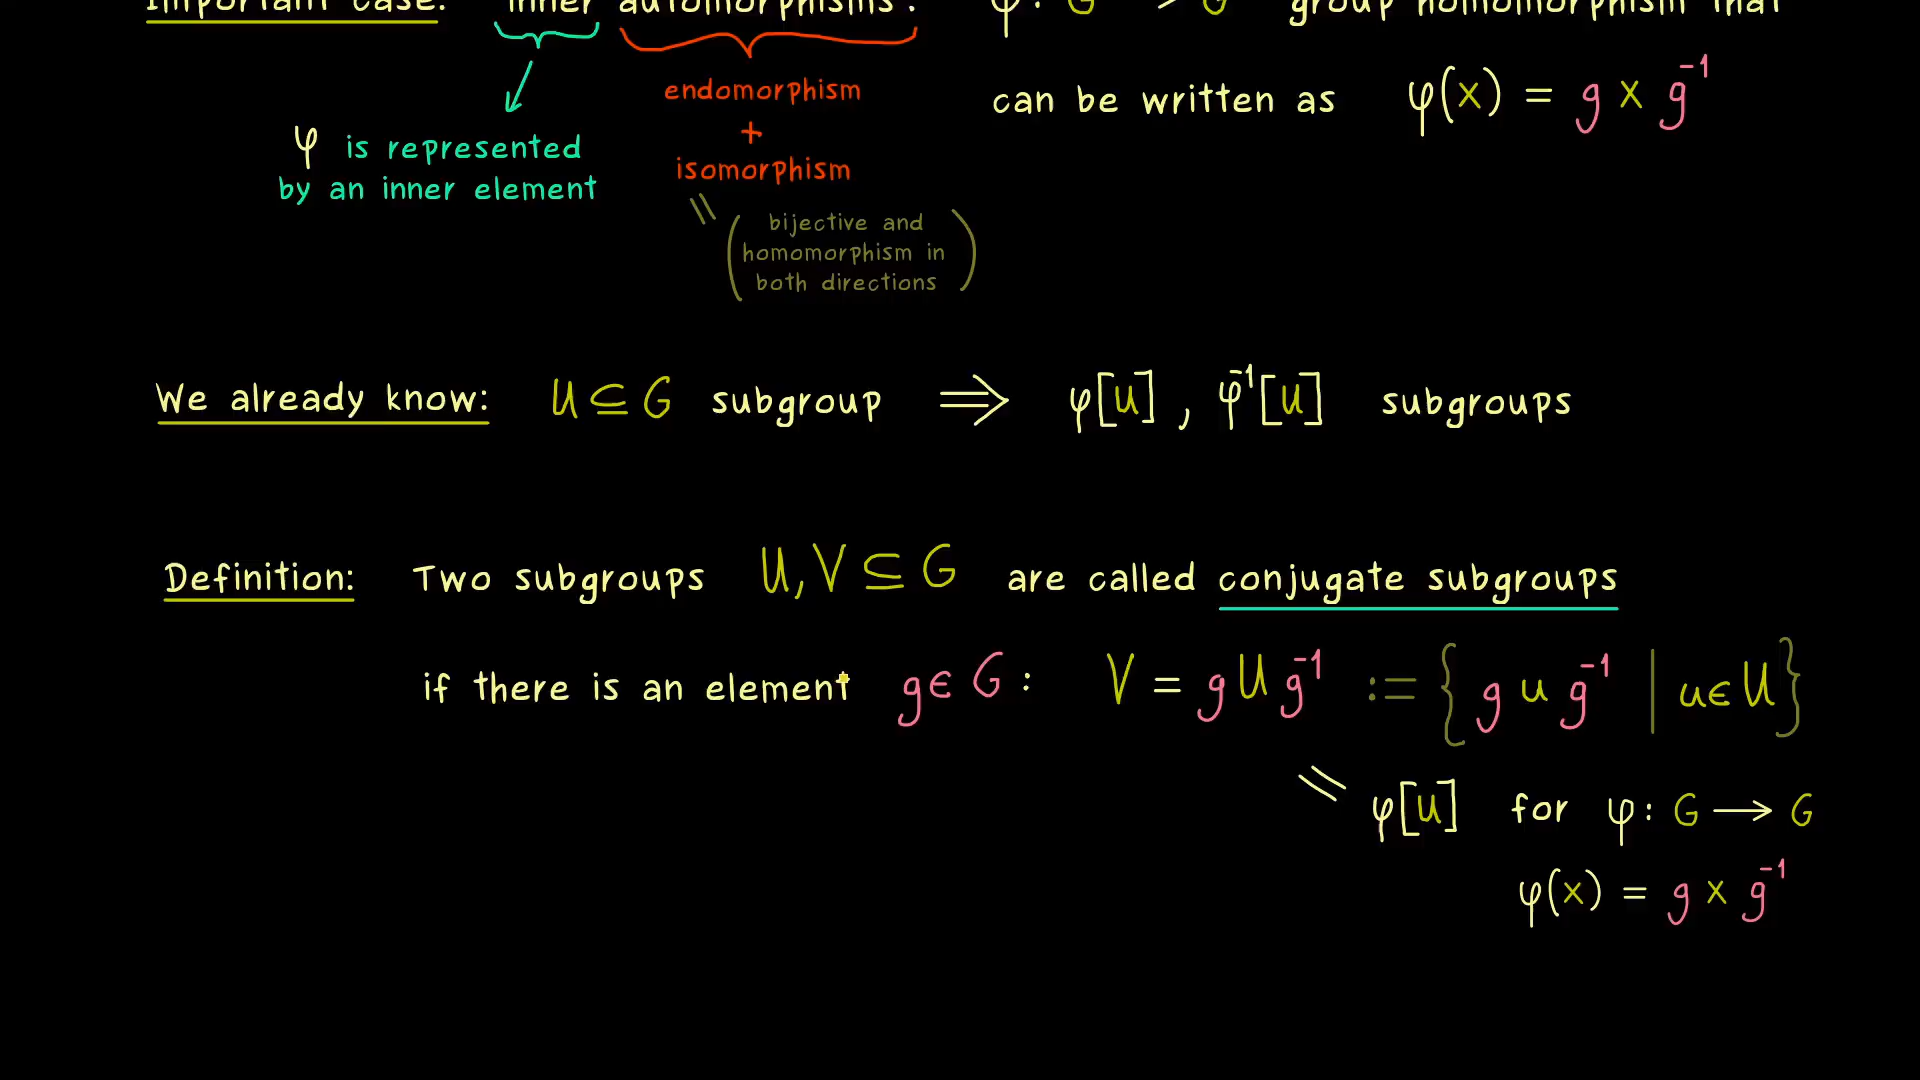 Important case: inner automorphisms: φ: G → G group homomorphism that
can be written as φ(x) = g x g⁻¹
φ is represented
by an inner element
endomorphism
+
isomorphism
=
(bijective and
homomorphism in
both directions)
We already know: U ⊆ G subgroup ⟹ φ[U], φ⁻¹[U] subgroups
Definition: Two subgroups U, V ⊆ G are called conjugate subgroups
if there is an element g∈G: V = g U g⁻¹ := { g u g⁻¹ | u∈U }
= φ[U] for φ: G → G
φ(x) = g x g⁻¹